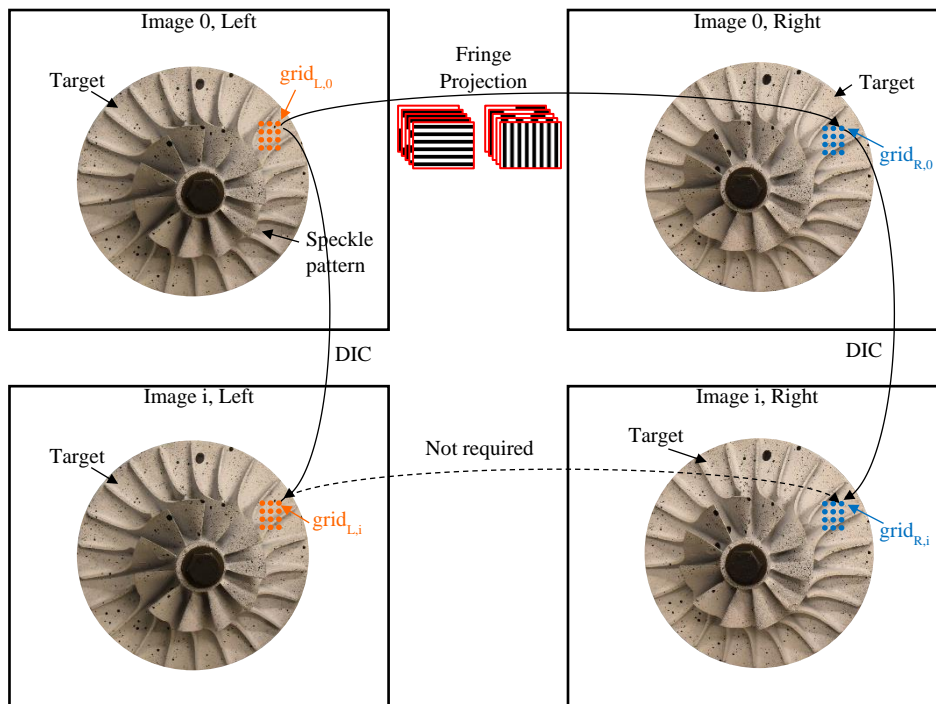 Image 0, Left
Image 0, Right
Fringe
Projection
Target
grid_L,0
Target
grid_R,0
Speckle
pattern
DIC
DIC
Image i, Left
Image i, Right
Target
Not required
Target
grid_L,i
grid_R,i